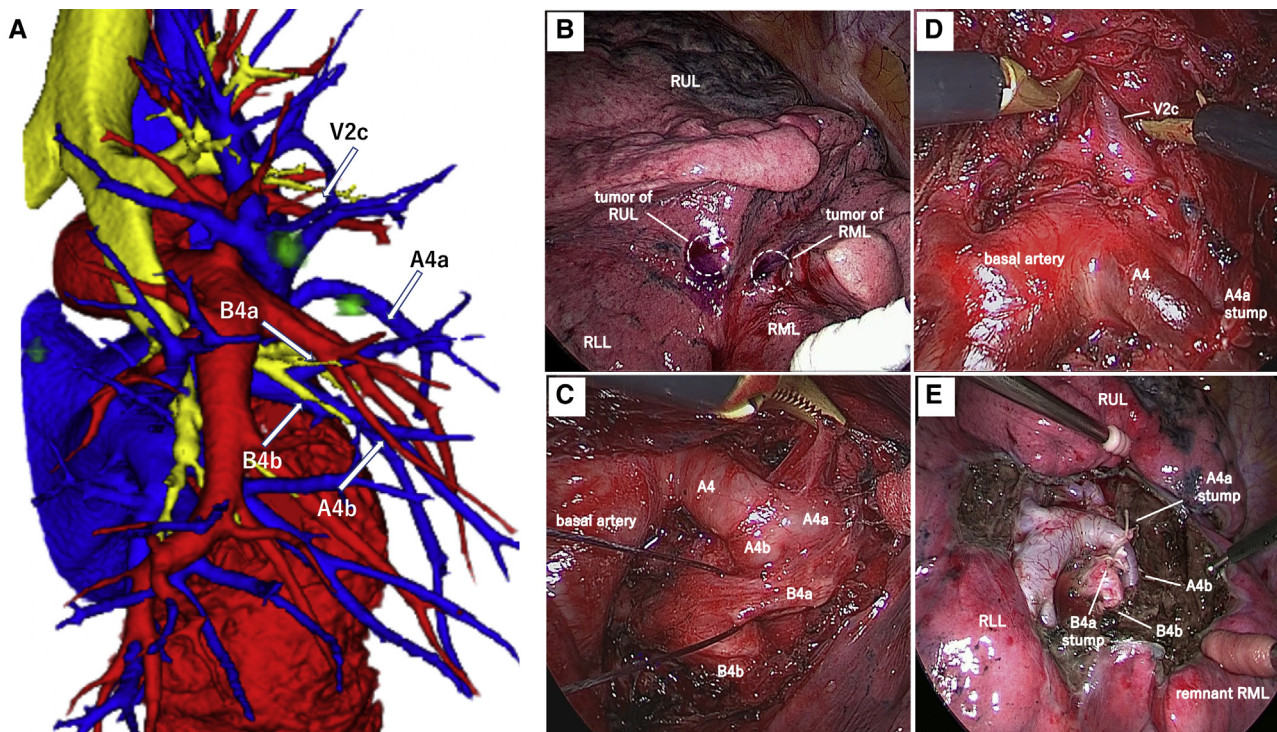 A
V2c
A4a
B4a
B4b
A4b
B
RUL
tumor of
RUL
tumor of
RML
RLL
RML
C
A4
basal artery
A4a
A4b
B4a
B4b
D
V2c
basal artery
A4
A4a
stump
E
RUL
A4a
stump
A4b
RLL
B4a
stump
B4b
remnant RML